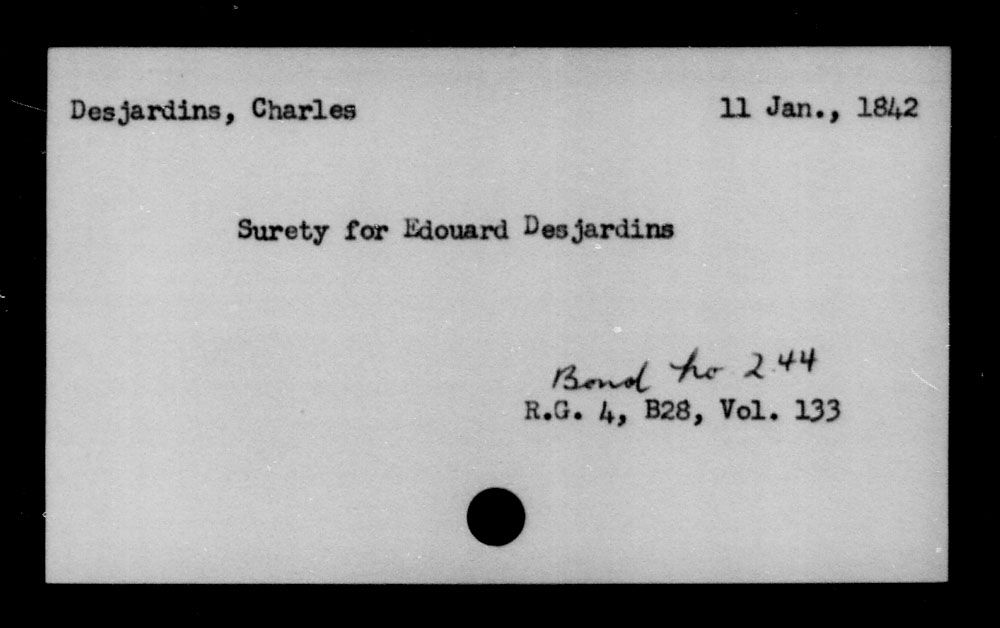 Desjardins, Charles 11 Jan., 1842
Surety for Edouard Desjardins
Bond no 244
R.G. 4, B28, Vol. 133